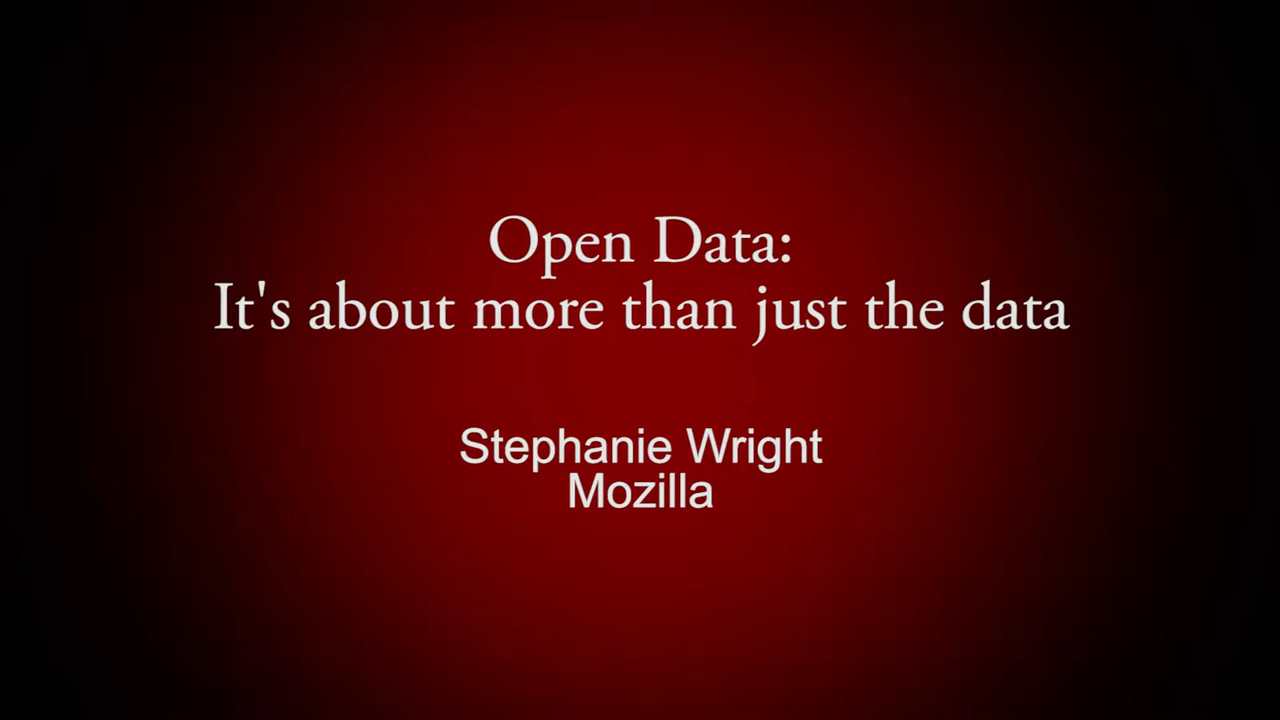 Open Data:
It's about more than just the data
Stephanie Wright
Mozilla